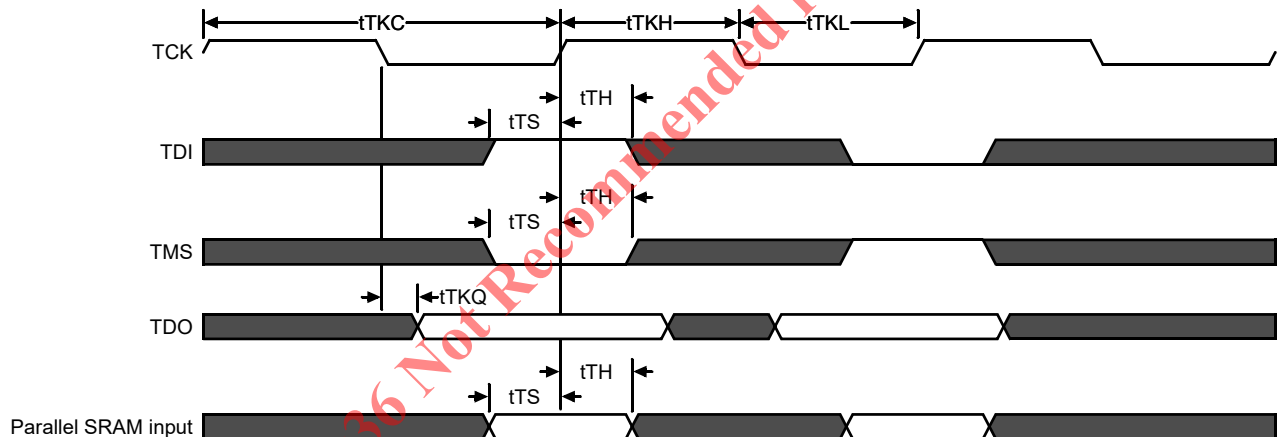 tTKC tTKH tTKL
TCK
tTH
tTS
TDI
tTH
tTS
TMS
tTKQ
TDO
tTH
tTS
Parallel SRAM input
36 Not Recommended